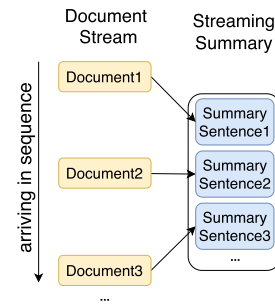 Document
Stream
Streaming
Summary
arriving in sequence
Document1
Document2
Document3
...
Summary
Sentence1
Summary
Sentence2
Summary
Sentence3
...